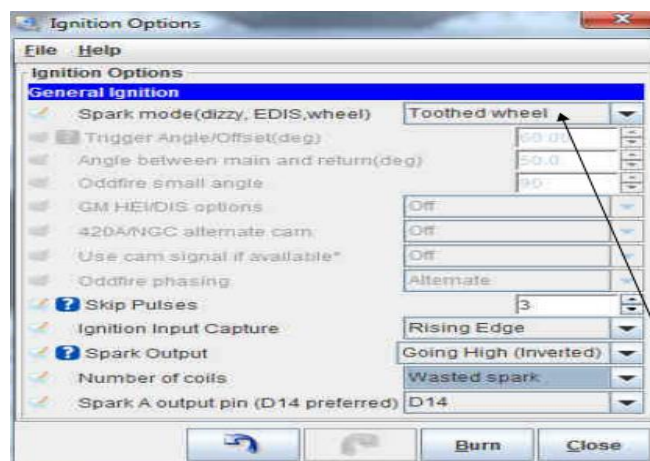 Ignition Options
File Help
Ignition Options
General Ignition
Spark mode(dizzy, EDIS,wheel) Toothed wheel
Trigger Angle/Offset(deg)
Angle between main and return(deg) 50.0
Oddfire small angle 90
GM HEI/DIS options Off
420A/NGC alternate cam Off
Use cam signal if available* Off
Oddfire phasing Alternate
Skip Pulses 3
Ignition Input Capture Rising Edge
Spark Output Going High (Inverted)
Number of coils Wasted spark
Spark A output pin (D14 preferred) D14
Burn Close